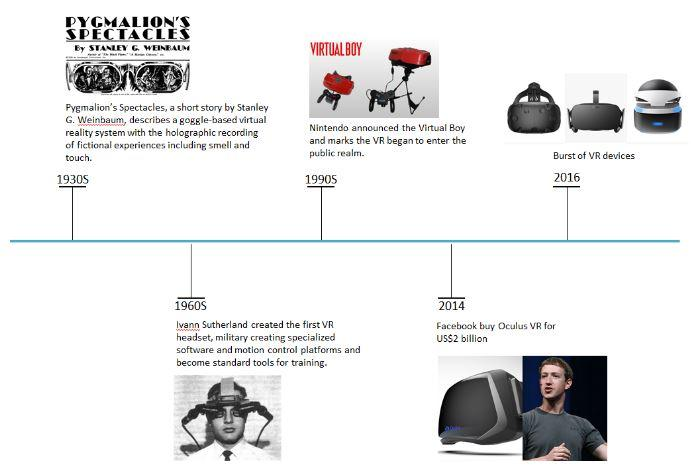 PYGMALION'S
SPECTACLES
By STANLEY G. WEINBAUM
Pygmalion's Spectacles, a short story by Stanley
G. Weinbaum, describes a goggle-based virtual
reality system with the holographic recording
of fictional experiences including smell and
touch.
1930S
VIRTUAL BOY
Nintendo announced the Virtual Boy
and marks the VR began to enter the
public realm.
1990S
Burst of VR devices
2016
1960S
Ivann Sutherland created the first VR
headset, military creating specialized
software and motion control platforms and
become standard tools for training.
2014
Facebook buy Oculus VR for
US$2 billion